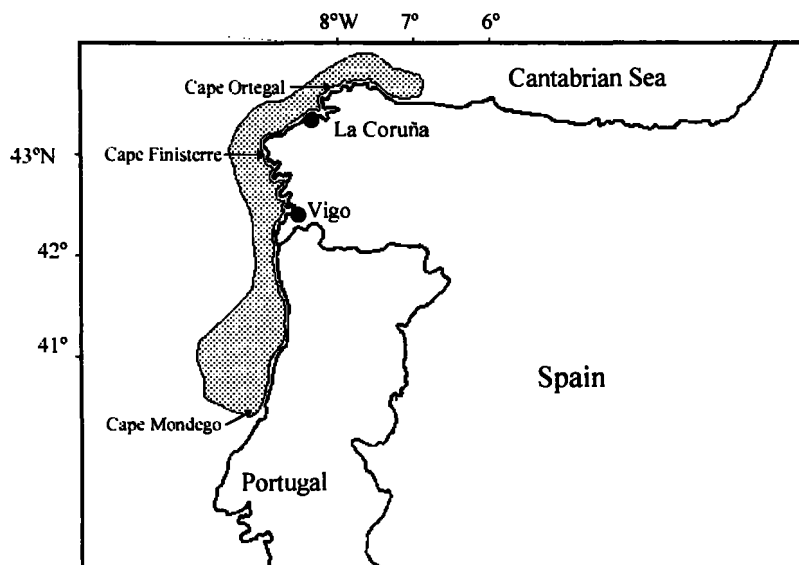 8°W 7° 6°
Cape Ortegal
Cantabrian Sea
La Coruña
43°N
Cape Finisterre
Vigo
42°
41°
Spain
Cape Mondego
Portugal